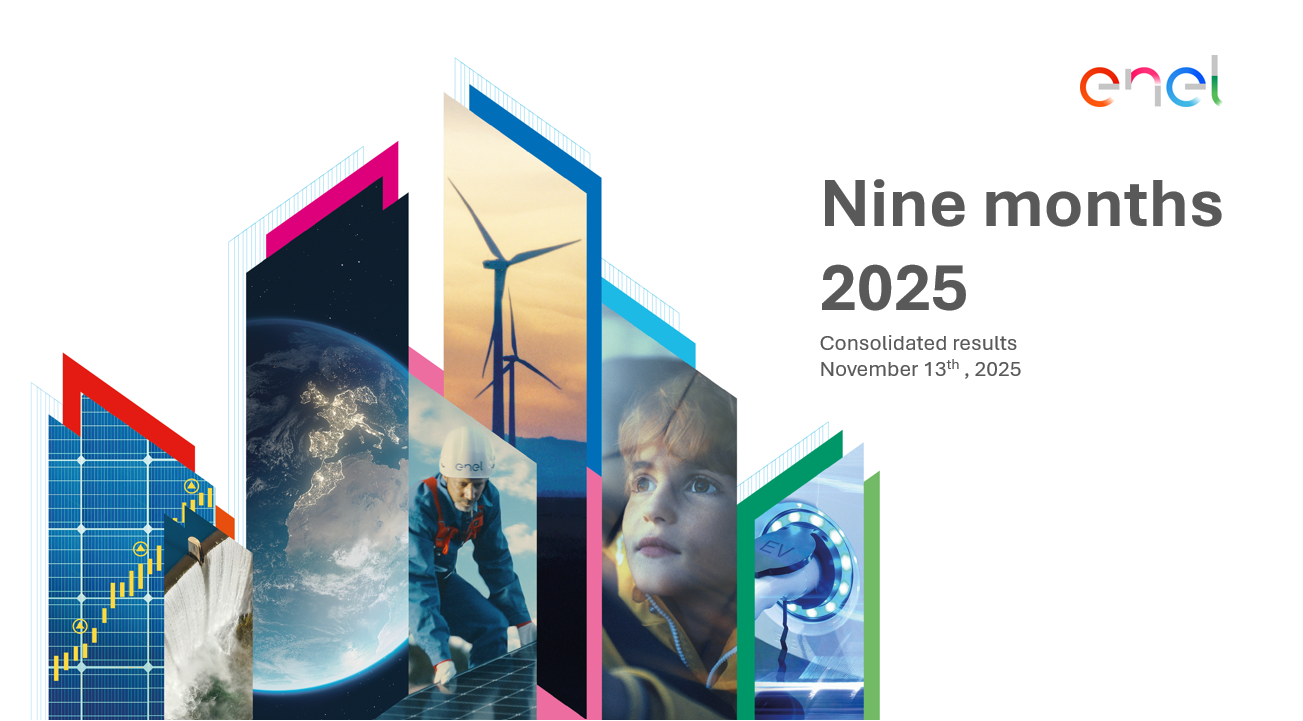 enel
Nine months
2025
Consolidated results
November 13th , 2025
enel
EV